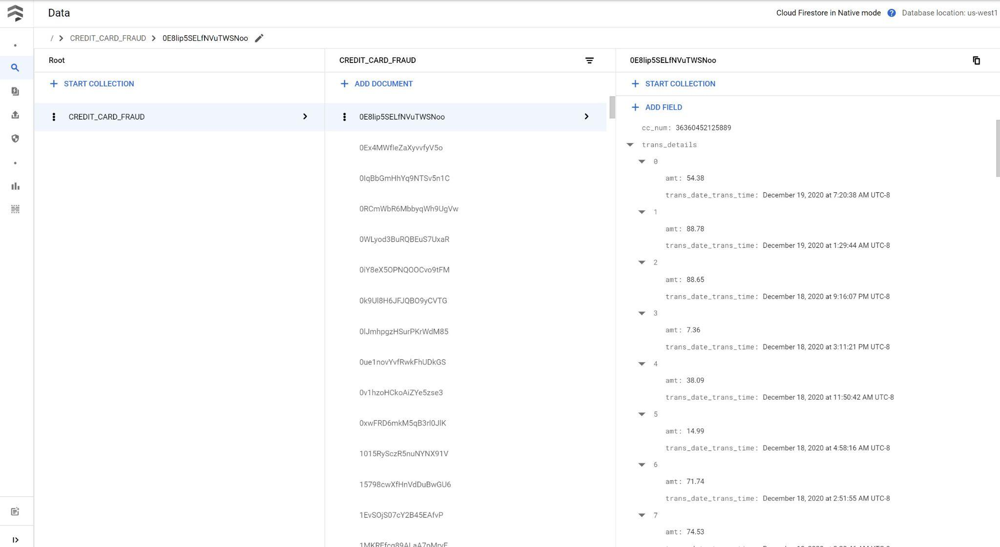 Data
Cloud Firestore in Native mode
Database location: us-west1
/ CREDIT_CARD_FRAUD 0E8lip5SELfNVuTWSNoo
Root
START COLLECTION
CREDIT_CARD_FRAUD
CREDIT_CARD_FRAUD
ADD DOCUMENT
0E8lip5SELfNVuTWSNoo
0Ex4MWfIeZaXyvvfyV5o
0IqBbGmHhYq9NTSv5n1C
0RCmWbR6MbbyqWh9UgVw
0WLyod3BuRQBEuS7UxaR
0iY8eX5OPNQOOCvo9tFM
0k9Ul8H6JFJQBO9yCVTG
0lJmhpgzHSurPKrWdM85
0ue1novYvfRwkFhUDkGS
0v1hzoHCkoAiZYe5zse3
0xwFRD6mkM5qB3rl0JlK
1015RySczR5nuNYNX91V
15798cwXfHnVdDuBwGU6
1EvSOjS07cY2B45EAfvP
0E8lip5SELfNVuTWSNoo
START COLLECTION
ADD FIELD
cc_num: 36360452125889
trans_details
0
amt: 54.38
trans_date_trans_time: December 19, 2020 at 7:20:38 AM UTC-8
1
amt: 88.78
trans_date_trans_time: December 19, 2020 at 1:29:44 AM UTC-8
2
amt: 88.65
trans_date_trans_time: December 18, 2020 at 9:16:07 PM UTC-8
3
amt: 7.36
trans_date_trans_time: December 18, 2020 at 3:11:21 PM UTC-8
4
amt: 38.09
trans_date_trans_time: December 18, 2020 at 11:50:42 AM UTC-8
5
amt: 14.99
trans_date_trans_time: December 18, 2020 at 4:58:16 AM UTC-8
6
amt: 71.74
trans_date_trans_time: December 18, 2020 at 2:51:55 AM UTC-8
7
amt: 74.53